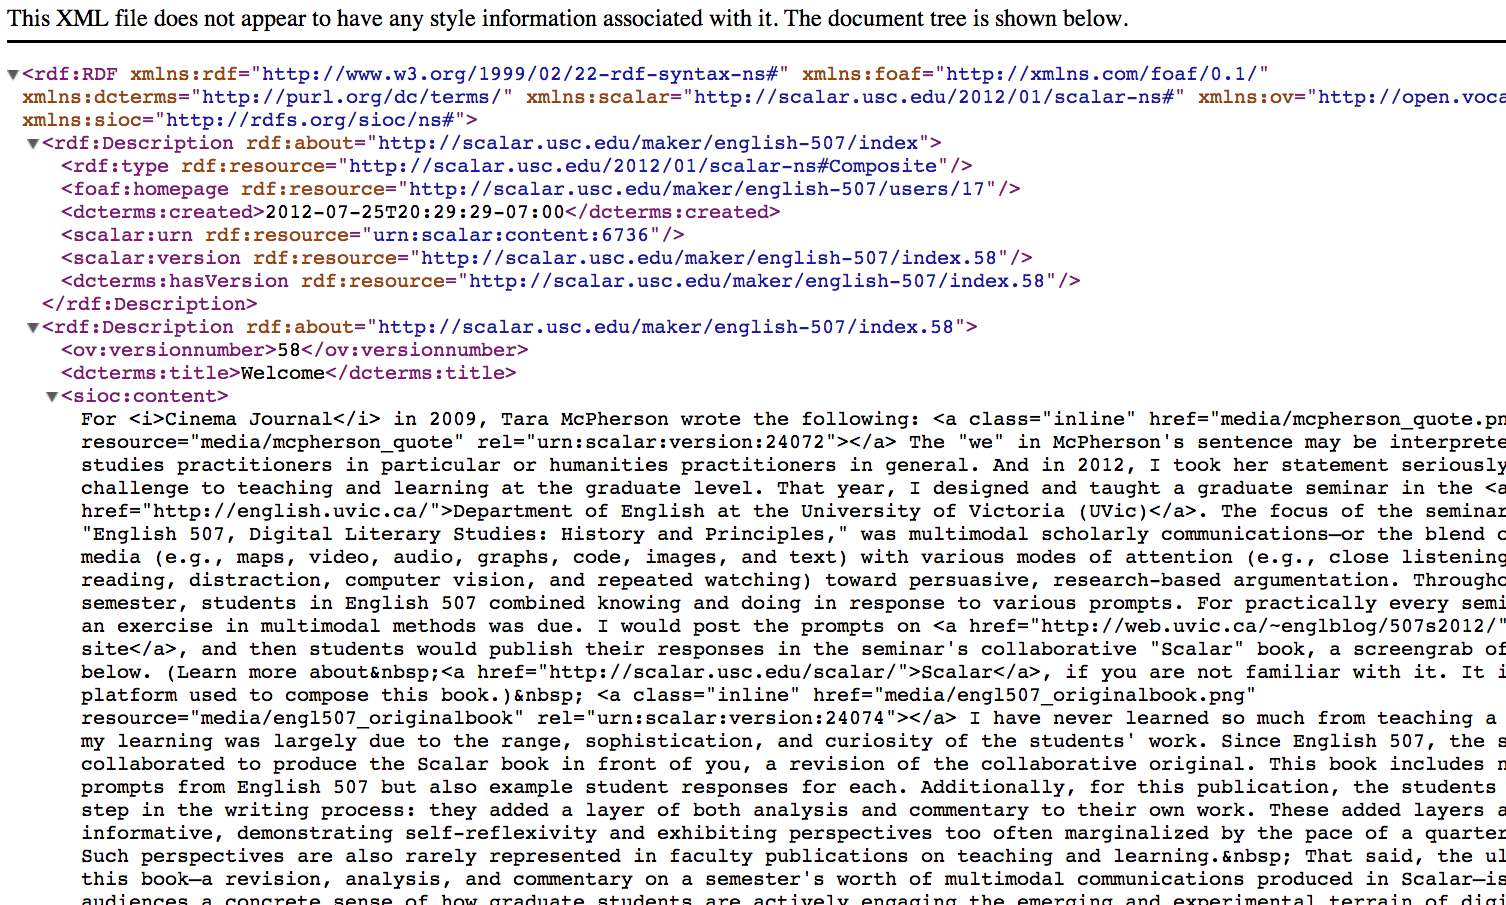 This XML file does not appear to have any style information associated with it. The document tree is shown below.
▼<rdf:RDF xmlns:rdf="http://www.w3.org/1999/02/22-rdf-syntax-ns#" xmlns:foaf="http://xmlns.com/foaf/0.1/"
xmlns:dcterms="http://purl.org/dc/terms/" xmlns:scalar="http://scalar.usc.edu/2012/01/scalar-ns#" xmlns:ov="http://open.voca
xmlns:sioc="http://rdfs.org/sioc/ns#">
▼<rdf:Description rdf:about="http://scalar.usc.edu/maker/english-507/index">
<rdf:type rdf:resource="http://scalar.usc.edu/2012/01/scalar-ns#Composite"/>
<foaf:homepage rdf:resource="http://scalar.usc.edu/maker/english-507/users/17"/>
<dcterms:created>2012-07-25T20:29:29-07:00</dcterms:created>
<scalar:urn rdf:resource="urn:scalar:content:6736"/>
<scalar:version rdf:resource="http://scalar.usc.edu/maker/english-507/index.58"/>
<dcterms:hasVersion rdf:resource="http://scalar.usc.edu/maker/english-507/index.58"/>
</rdf:Description>
▼<rdf:Description rdf:about="http://scalar.usc.edu/maker/english-507/index.58">
<ov:versionnumber>58</ov:versionnumber>
<dcterms:title>Welcome</dcterms:title>
▼<sioc:content>
For <i>Cinema Journal</i> in 2009, Tara McPherson wrote the following: <a class="inline" href="media/mcpherson_quote.pn
resource="media/mcpherson_quote" rel="urn:scalar:version:24072"></a> The "we" in McPherson's sentence may be interprete
studies practitioners in particular or humanities practitioners in general. And in 2012, I took her statement seriously
challenge to teaching and learning at the graduate level. That year, I designed and taught a graduate seminar in the <a
href="http://english.uvic.ca/">Department of English at the University of Victoria (UVic)</a>. The focus of the seminar
"English 507, Digital Literary Studies: History and Principles," was multimodal scholarly communications—or the blend o
media (e.g., maps, video, audio, graphs, code, images, and text) with various modes of attention (e.g., close listening
reading, distraction, computer vision, and repeated watching) toward persuasive, research-based argumentation. Througho
semester, students in English 507 combined knowing and doing in response to various prompts. For practically every semi
an exercise in multimodal methods was due. I would post the prompts on <a href="http://web.uvic.ca/~englblog/507s2012/"
site</a>, and then students would publish their responses in the seminar's collaborative "Scalar" book, a screengrab of
below. (Learn more about&nbsp;<a href="http://scalar.usc.edu/scalar/">Scalar</a>, if you are not familiar with it. It i
platform used to compose this book.)&nbsp; <a class="inline" href="media/engl507_originalbook.png"
resource="media/engl507_originalbook" rel="urn:scalar:version:24074"></a> I have never learned so much from teaching a
my learning was largely due to the range, sophistication, and curiosity of the students' work. Since English 507, the s
collaborated to produce the Scalar book in front of you, a revision of the collaborative original. This book includes n
prompts from English 507 but also example student responses for each. Additionally, for this publication, the students
step in the writing process: they added a layer of both analysis and commentary to their own work. These added layers a
informative, demonstrating self-reflexivity and exhibiting perspectives too often marginalized by the pace of a quarter
Such perspectives are also rarely represented in faculty publications on teaching and learning.&nbsp; That said, the ul
this book—a revision, analysis, and commentary on a semester's worth of multimodal communications produced in Scalar—is
audiences a concrete sense of how graduate students are actively engaging the emerging and experimental terrain of digi